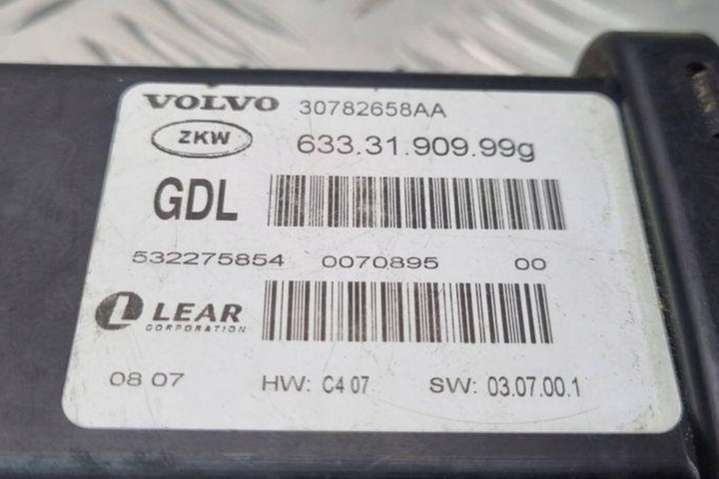 VOLVO 30782658AA
ZKW 633.31.909.99g
GDL
532275854 0070895 00
LEAR
CORPORATION
08 07 HW: C4 07 SW: 03.07.00.1